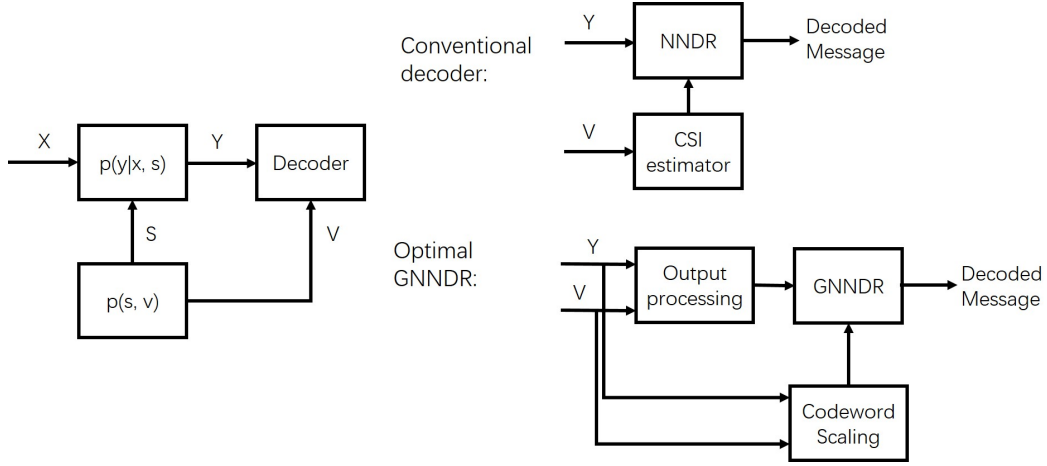 X
p(y|x, s)
Y
Decoder
S
V
p(s, v)
Conventional
decoder:
Y
NNDR
Decoded
Message
V
CSI
estimator
Optimal
GNNDR:
Y
V
Output
processing
GNNDR
Decoded
Message
Codeword
Scaling